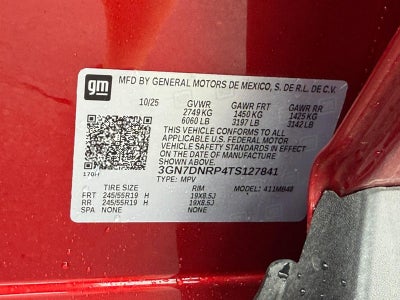 gm
MFD BY GENERAL MOTORS DE MEXICO, S. DE R.L. DE C.V.
10/25 GVWR GAWR FRT GAWR RR
2749 KG 1450 KG 1425 KG
6060 LB 3197 LB 3142 LB
THIS VEHICLE CONFORMS TO ALL
APPLICABLE U.S. FEDERAL MOTOR
VEHICLE SAFETY STANDARDS IN
EFFECT ON THE DATE OF MANUFACTURE
SHOWN ABOVE
170H 3GN7DNRP4TS127841
TYPE: MPV
TIRE SIZE RIM MODEL: 411MB48
FRT 245/55R19 H 19X8.5J
RR 245/55R19 H 19X8.5J
SPA NONE NONE